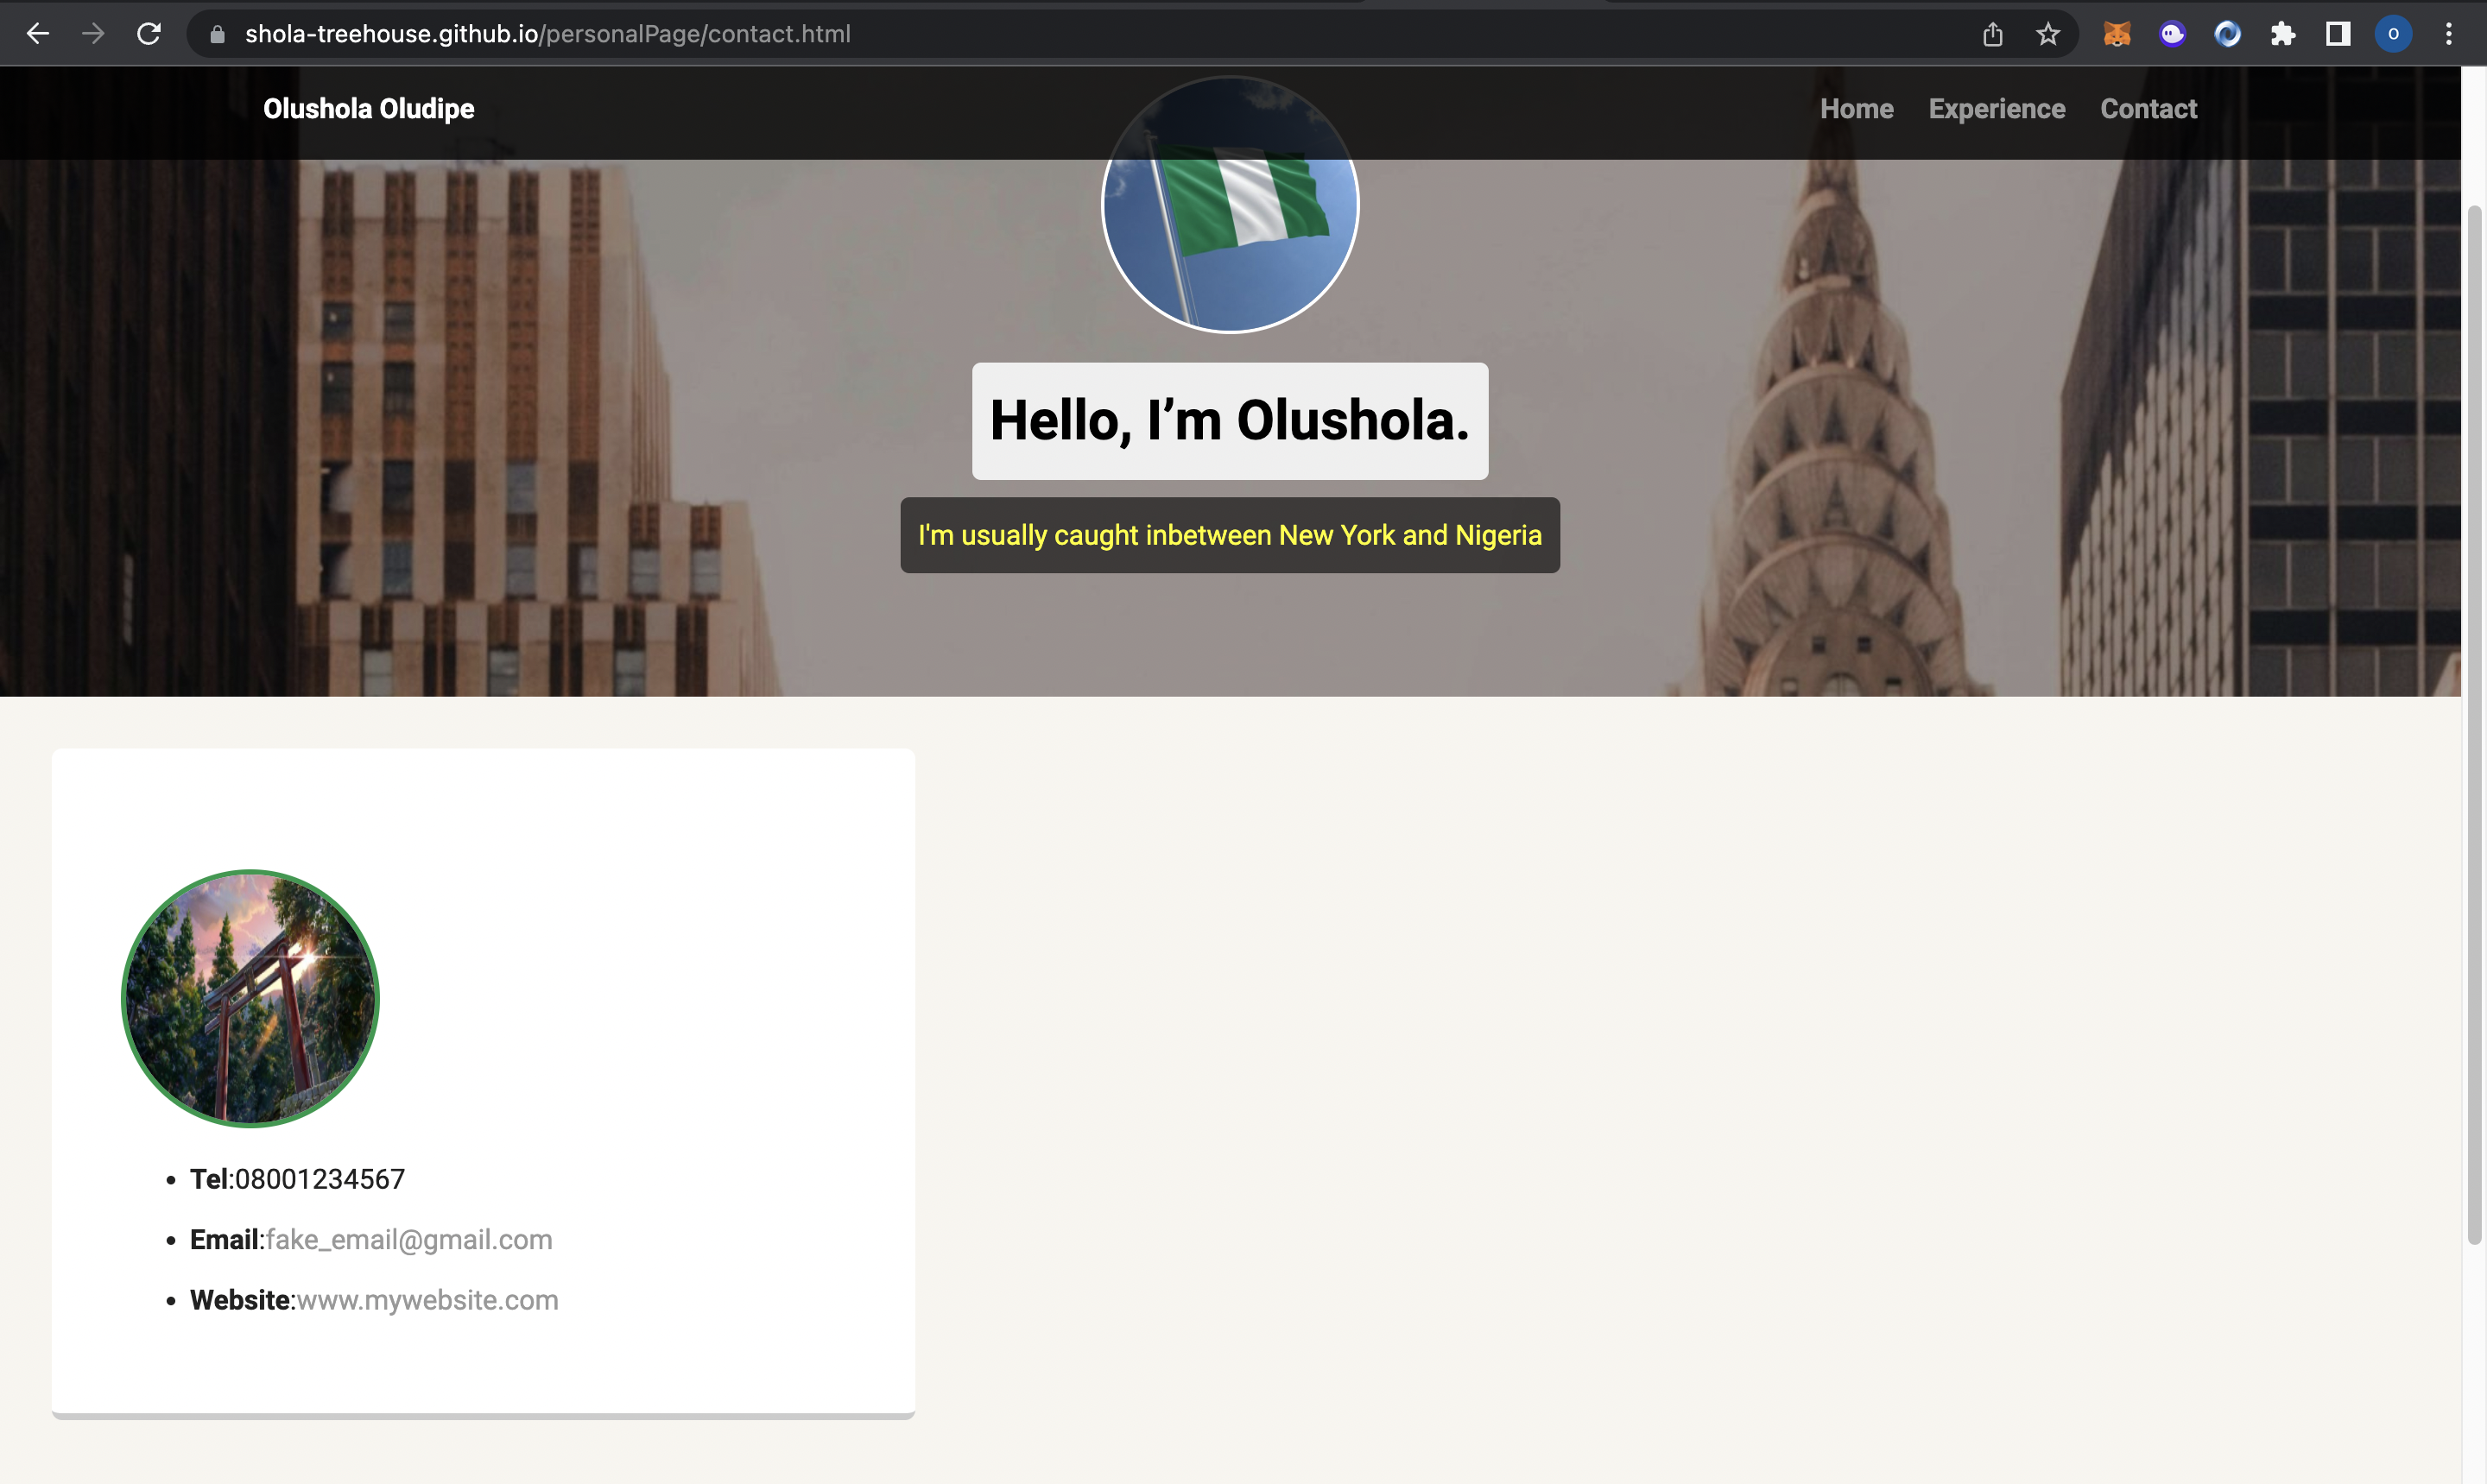 shola-treehouse.github.io/personalPage/contact.html
O
Olushola Oludipe
Home Experience Contact
Hello, I’m Olushola.
I'm usually caught inbetween New York and Nigeria
Tel:08001234567
Email:fake_email@gmail.com
Website:www.mywebsite.com